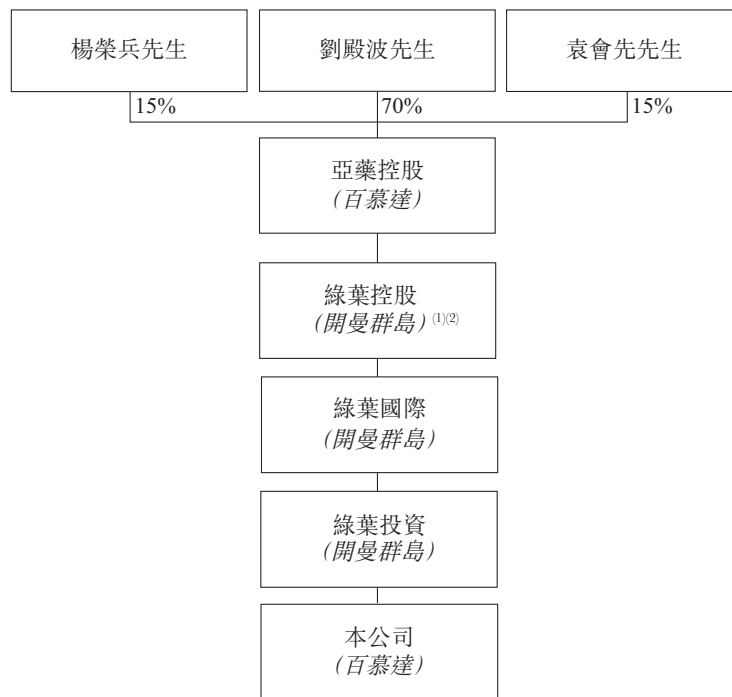 楊榮兵先生
劉殿波先生
袁會先先生
15%
70%
15%
亞藥控股
(百慕達)
綠葉控股
(開曼群島)(1)(2)
綠葉國際
(開曼群島)
綠葉投資
(開曼群島)
本公司
(百慕達)